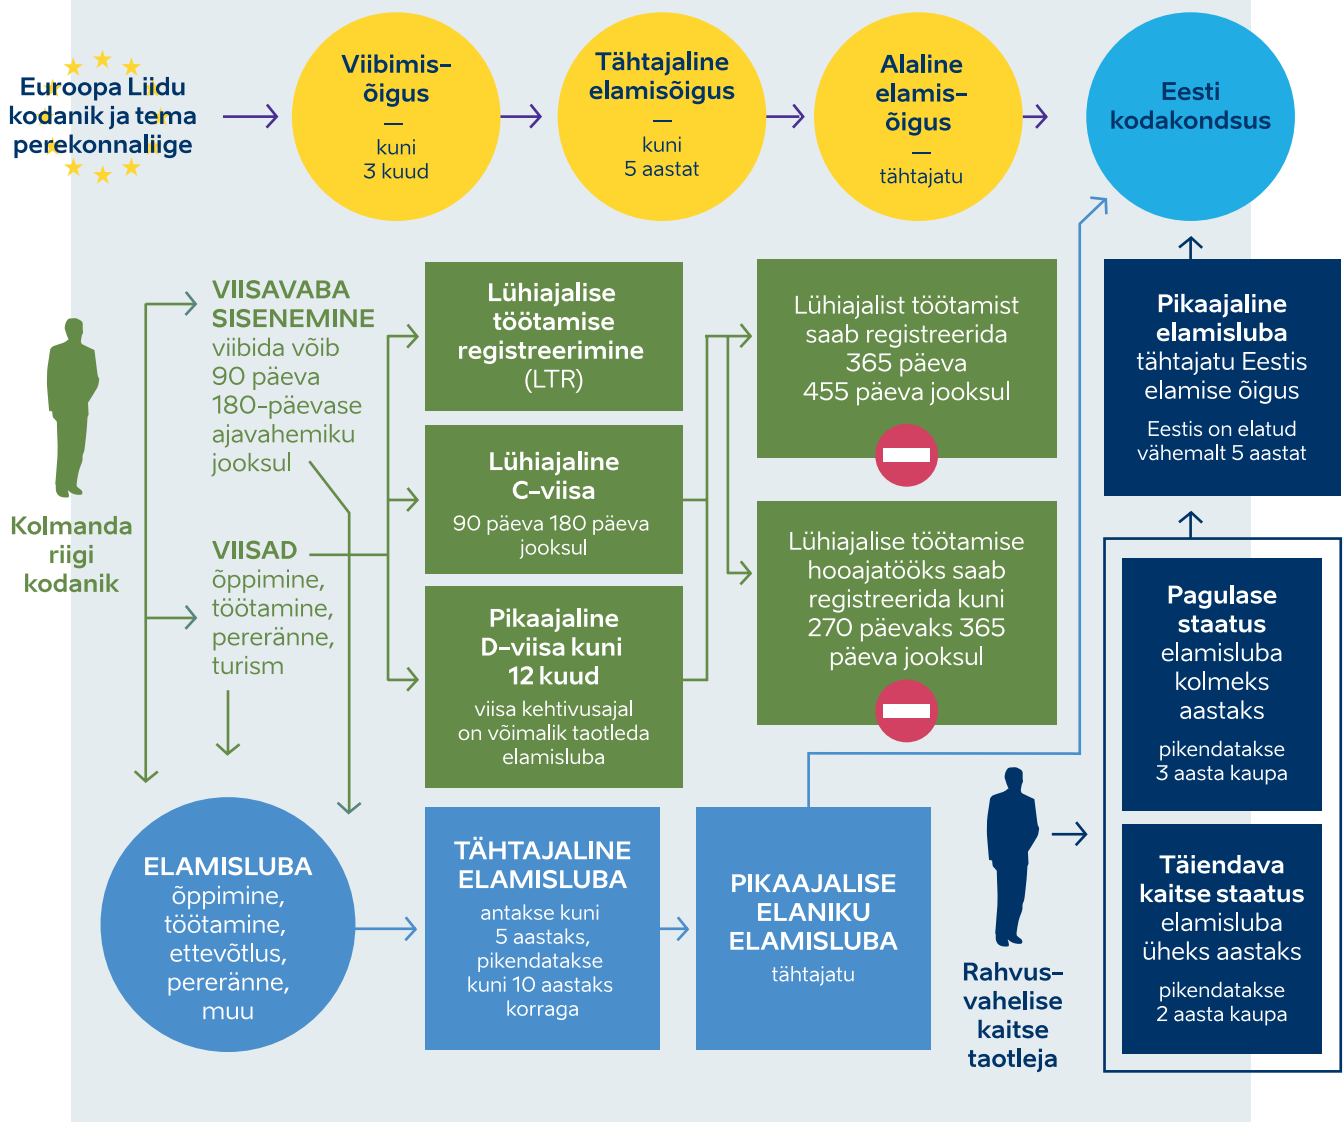 Euroopa Liidu
kodanik ja tema
perekonnaliige
Viibimis–
õigus
—
kuni
3 kuud
Tähtajaline
elamisõigus
—
kuni
5 aastat
Alaline
elamis–
õigus
—
tähtajatu
Eesti
kodakondsus
Kolmanda
riigi
kodanik
VIISAVABA
SISENEMINE
viibida võib
90 päeva
180-päevase
ajavahemiku
jooksul
VIISAD
õppimine,
töötamine,
pereränne,
turism
Lühiajalise
töötamise
registreerimine
(LTR)
Lühiajaline
C–viisa
90 päeva 180 päeva
jooksul
Pikaajaline
D–viisa kuni
12 kuud
viisa kehtivusajal
on võimalik taotleda
elamisluba
Lühiajalist töötamist
saab registreerida
365 päeva
455 päeva jooksul
Lühiajalise töötamise
hooajatööks saab
registreerida kuni
270 päevaks 365
päeva jooksul
Pikaajaline
elamisluba
tähtajatu Eestis
elamise õigus
Eestis on elatud
vähemalt 5 aastat
Pagulase
staatus
elamisluba
kolmeks
aastaks
pikendatakse
3 aasta kaupa
Täiendava
kaitse staatus
elamisluba
üheks aastaks
pikendatakse
2 aasta kaupa
ELAMISLUBA
õppimine,
töötamine,
ettevõtlus,
pereränne,
muu
TÄHTAJALINE
ELAMISLUBA
antakse kuni
5 aastaks,
pikendatakse
kuni 10 aastaks
korraga
PIKAAJALISE
ELANIKU
ELAMISLUBA
tähtajatu
Rahvus–
vahelise
kaitse
taotleja